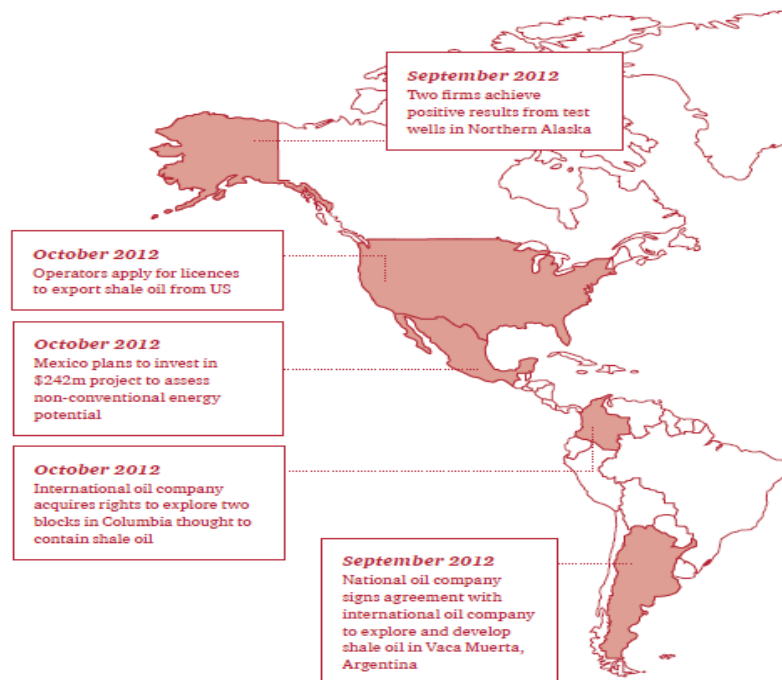 September 2012
Two firms achieve
positive results from test
wells in Northern Alaska
October 2012
Operators apply for licences
to export shale oil from US
October 2012
Mexico plans to invest in
$242m project to assess
non-conventional energy
potential
October 2012
International oil company
acquires rights to explore two
blocks in Columbia thought to
contain shale oil
September 2012
National oil company
signs agreement with
international oil company
to explore and develop
shale oil in Vaca Muerta,
Argentina